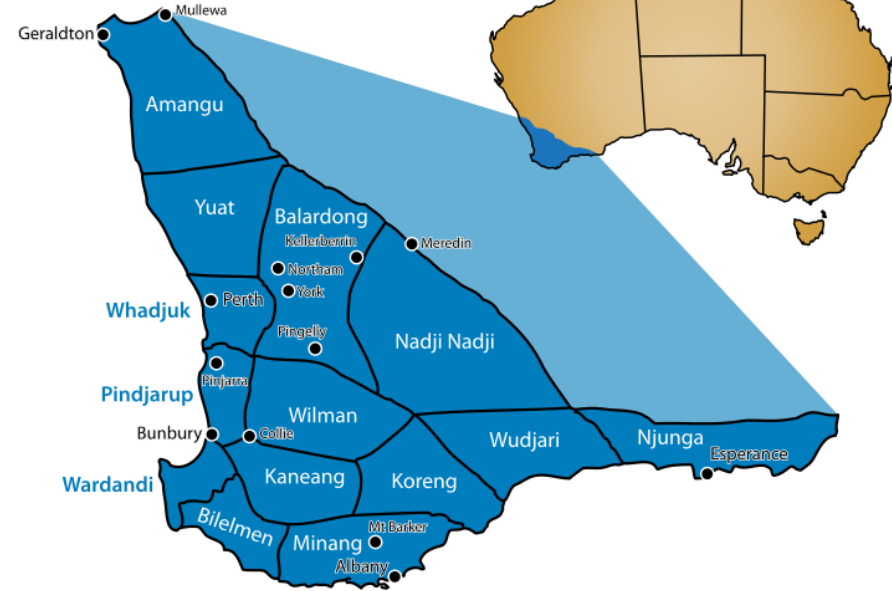 Mullewa
Geraldton
Amangu
Yuat
Balardong
Kellerberrin
Meredin
Northam
York
Whadjuk
Perth
Pingelly
Nadji Nadji
Pinjarra
Pindjarup
Wilman
Bunbury
Collie
Wudjari
Njunga
Esperance
Wardandi
Kaneang
Koreng
Bilelmen
Mt Barker
Minang
Albany